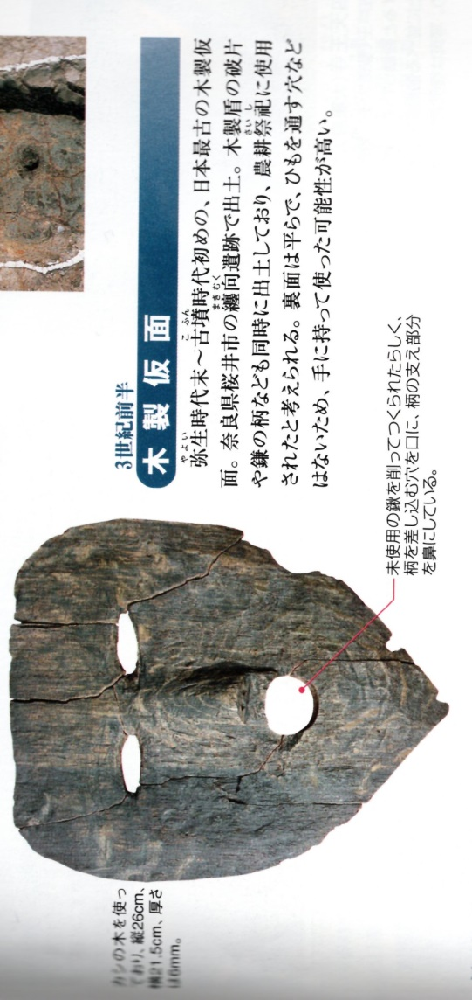 3世紀前半
木製仮面
弥生時代末～古墳時代初めの、日本最古の木製仮
面。奈良県桜井市の纏向遺跡で出土。木製盾の破片
や鎌の柄なども同時に出土しており、農耕祭祀に使用
されたと考えられる。裏面は平らで、ひもを通す穴など
はないため、手に持って使った可能性が高い。
未使用の鍬を削ってつくられたらしく、
柄を差し込む穴を口に、柄の支え部分
を鼻にしている。
カシの木を使っ
ており、縦26cm、
横21.5cm、厚さ
は6mm。